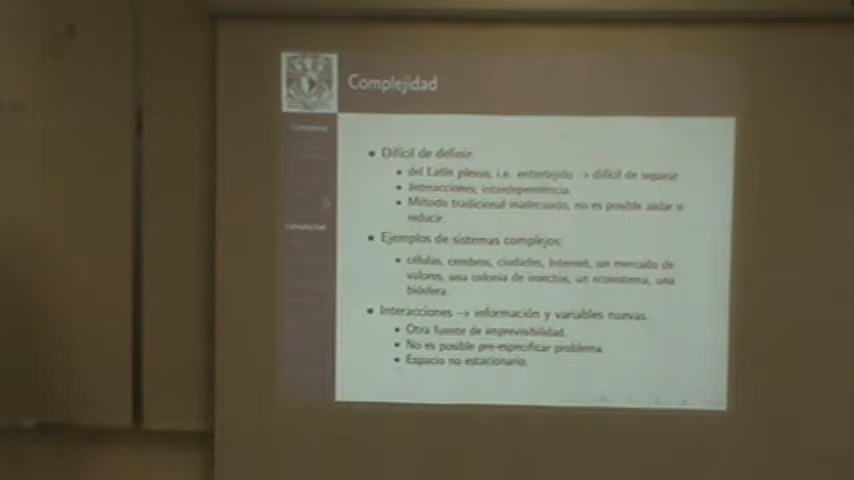 Complejidad
• Difícil de definir
• del Latín plexus, i.e. entretejido → difícil de separar
• Interacciones, interdependencia.
• Método tradicional inadecuado, no es posible aislar o
reducir.
• Ejemplos de sistemas complejos:
• células, cerebros, ciudades, Internet, un mercado de
valores, una colonia de insectos, un ecosistema, una
biósfera.
• Interacciones → información y variables nuevas.
• Otra fuente de imprevisibilidad.
• No es posible pre-especificar problema.
• Espacio no estacionario.